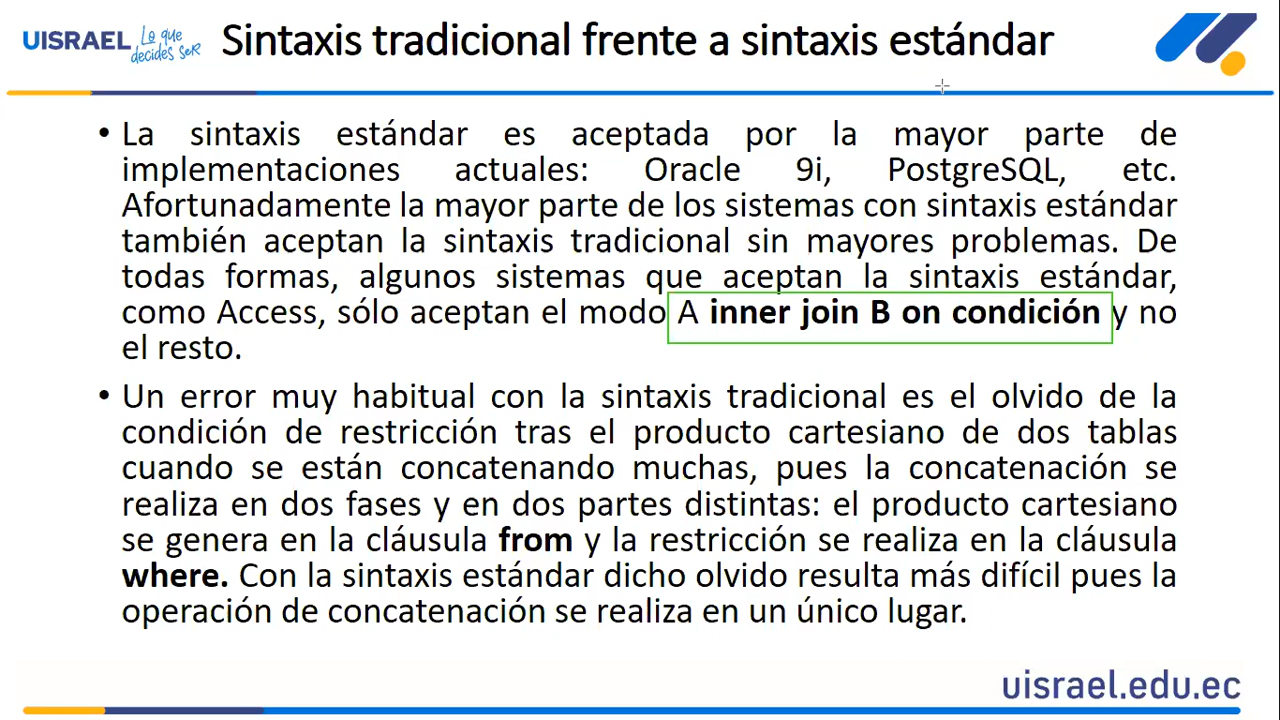 UISRAEL Lo que decides seR
Sintaxis tradicional frente a sintaxis estándar
• La sintaxis estándar es aceptada por la mayor parte de
implementaciones actuales: Oracle 9i, PostgreSQL, etc.
Afortunadamente la mayor parte de los sistemas con sintaxis estándar
también aceptan la sintaxis tradicional sin mayores problemas. De
todas formas, algunos sistemas que aceptan la sintaxis estándar,
como Access, sólo aceptan el modo A inner join B on condición y no
el resto.
• Un error muy habitual con la sintaxis tradicional es el olvido de la
condición de restricción tras el producto cartesiano de dos tablas
cuando se están concatenando muchas, pues la concatenación se
realiza en dos fases y en dos partes distintas: el producto cartesiano
se genera en la cláusula from y la restricción se realiza en la cláusula
where. Con la sintaxis estándar dicho olvido resulta más difícil pues la
operación de concatenación se realiza en un único lugar.
uisrael.edu.ec